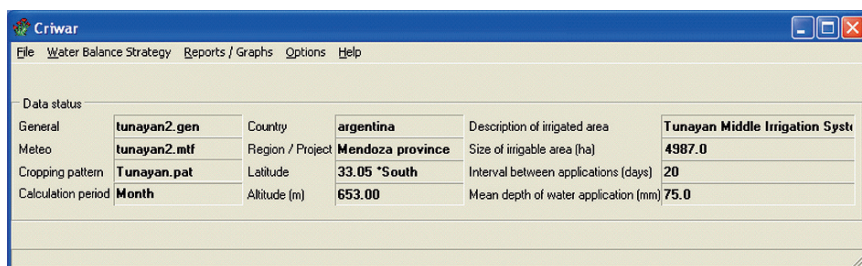 Criwar
File Water Balance Strategy Reports / Graphs Options Help
Data status
General tunayan2.gen Country argentina Description of irrigated area Tunayan Middle Irrigation Syste
Meteo tunayan2.mtf Region / Project Mendoza province Size of irrigable area (ha) 4987.0
Cropping pattern Tunayan.pat Latitude 33.05 °South Interval between applications (days) 20
Calculation period Month Altitude (m) 653.00 Mean depth of water application (mm) 75.0